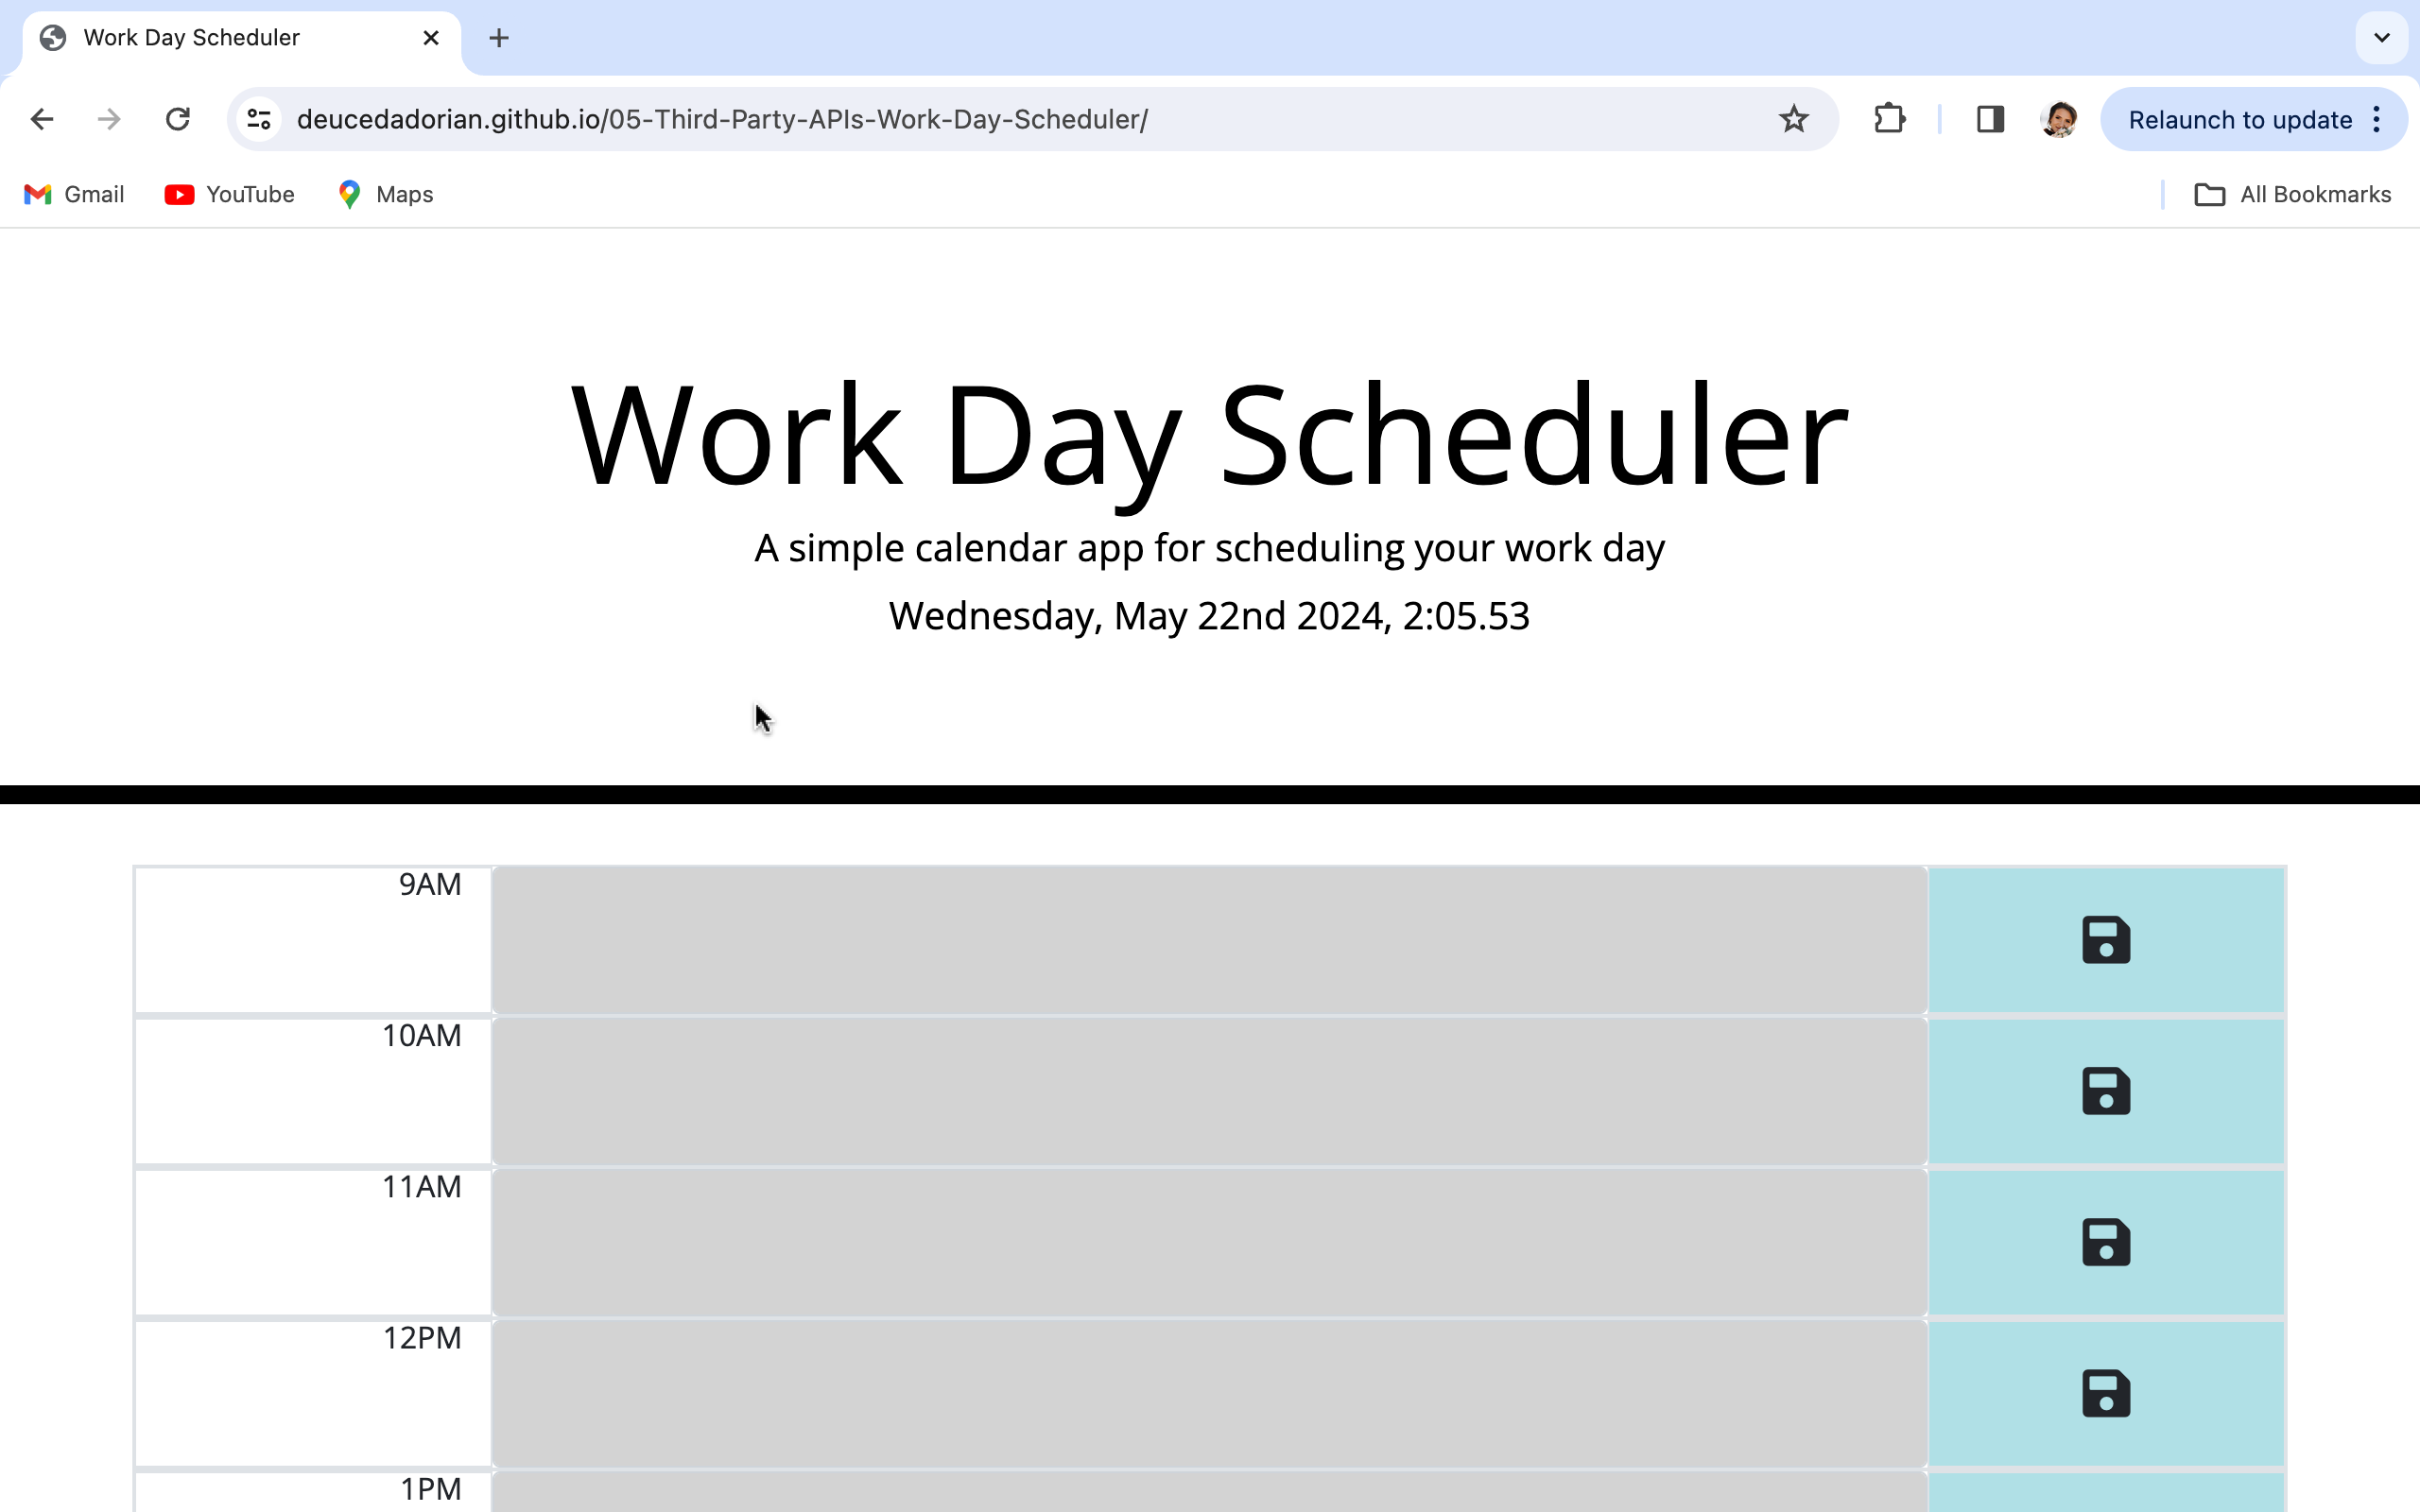 Work Day Scheduler
deucedadorian.github.io/05-Third-Party-APIs-Work-Day-Scheduler/
Relaunch to update
Gmail YouTube Maps All Bookmarks
Work Day Scheduler
A simple calendar app for scheduling your work day
Wednesday, May 22nd 2024, 2:05.53
9AM
10AM
11AM
12PM
1PM